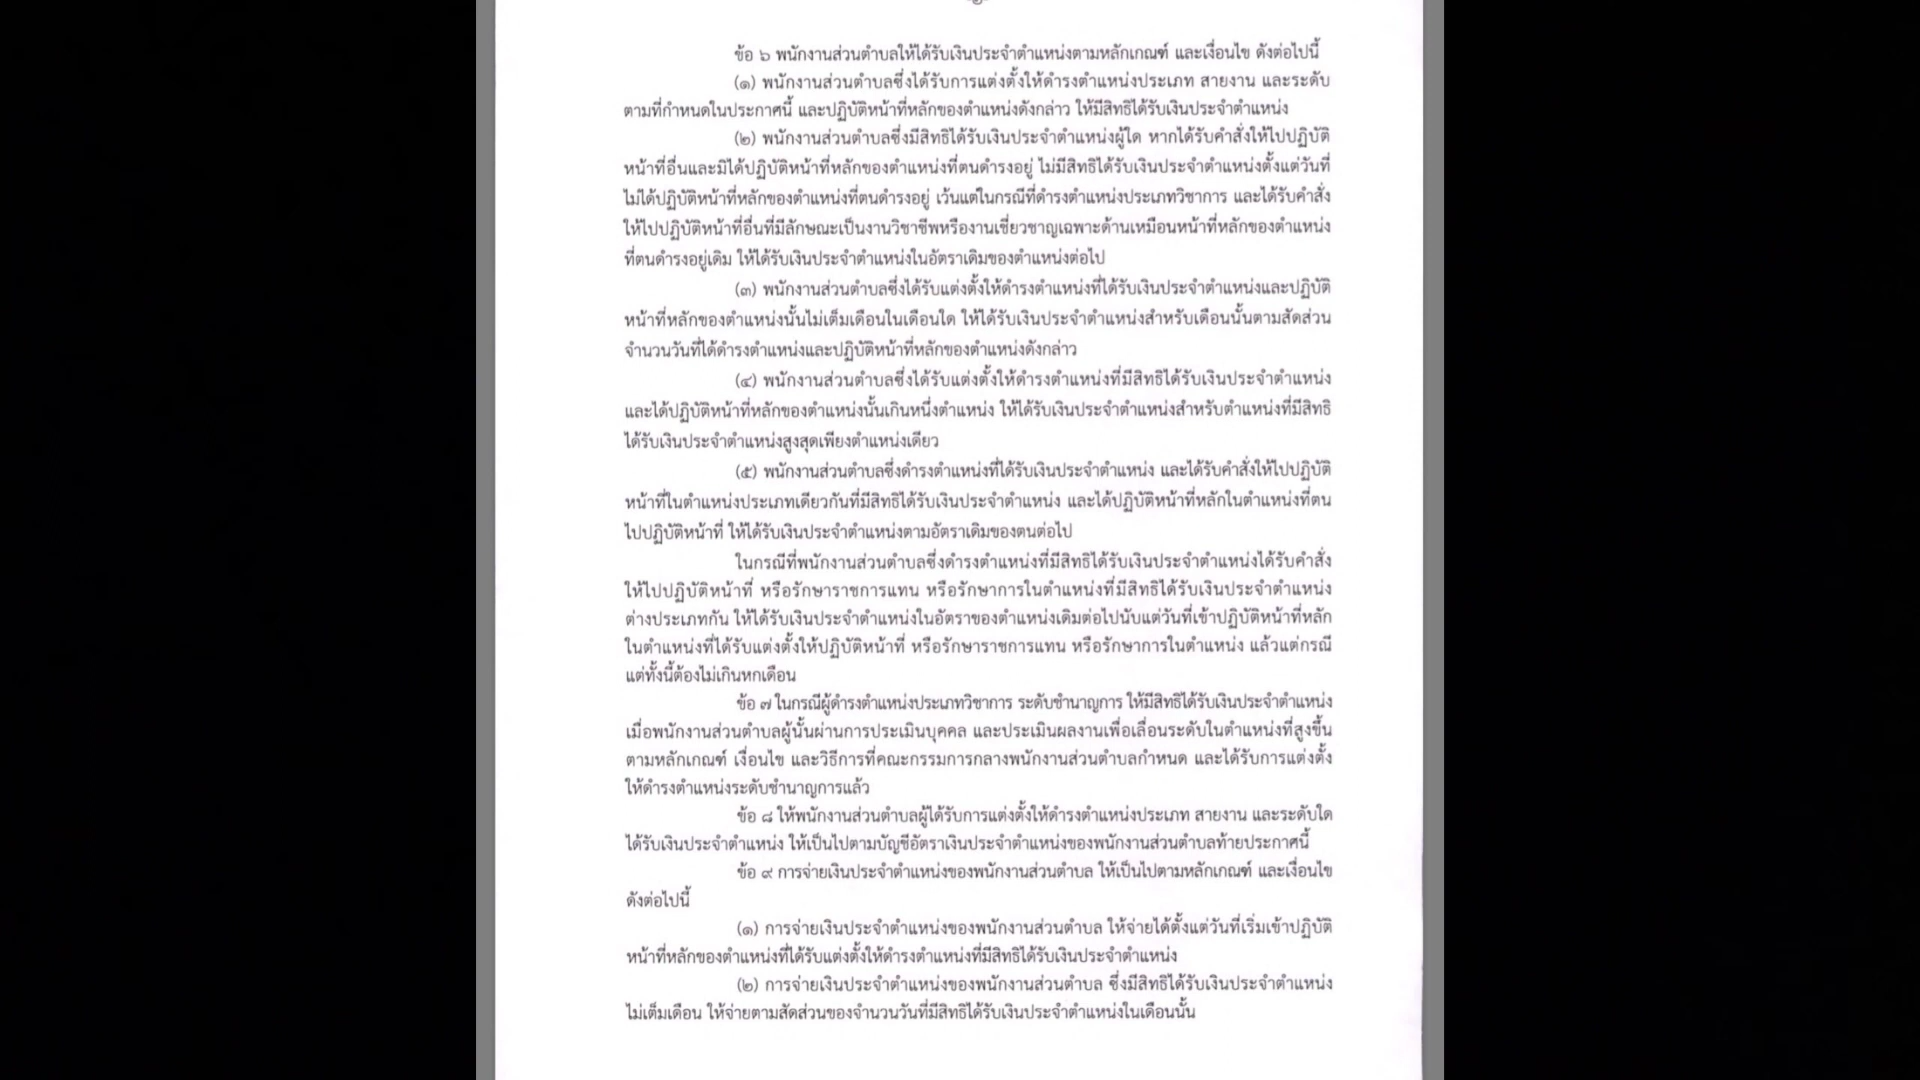 ข้อ ๖ พนักงานส่วนตำบลให้ได้รับเงินประจำตำแหน่งตามหลักเกณฑ์ และเงื่อนไข ดังต่อไปนี้
(๑) พนักงานส่วนตำบลซึ่งได้รับการแต่งตั้งให้ดำรงตำแหน่งประเภท สายงาน และระดับ
ตามที่กำหนดในประกาศนี้ และปฏิบัติหน้าที่หลักของตำแหน่งดังกล่าว ให้มีสิทธิได้รับเงินประจำตำแหน่ง
(๒) พนักงานส่วนตำบลซึ่งมีสิทธิได้รับเงินประจำตำแหน่งผู้ใด หากได้รับคำสั่งให้ไปปฏิบัติ
หน้าที่อื่นและมิได้ปฏิบัติหน้าที่หลักของตำแหน่งที่ตนดำรงอยู่ ไม่มีสิทธิได้รับเงินประจำตำแหน่งตั้งแต่วันที่
ไม่ได้ปฏิบัติหน้าที่หลักของตำแหน่งที่ตนดำรงอยู่ เว้นแต่ในกรณีที่ดำรงตำแหน่งประเภทวิชาการ และได้รับคำสั่ง
ให้ไปปฏิบัติหน้าที่อื่นที่มีลักษณะเป็นงานวิชาชีพหรืองานเชี่ยวชาญเฉพาะด้านเหมือนหน้าที่หลักของตำแหน่ง
ที่ตนดำรงอยู่เดิม ให้ได้รับเงินประจำตำแหน่งในอัตราเดิมของตำแหน่งต่อไป
(๓) พนักงานส่วนตำบลซึ่งได้รับแต่งตั้งให้ดำรงตำแหน่งที่ได้รับเงินประจำตำแหน่งและปฏิบัติ
หน้าที่หลักของตำแหน่งนั้นไม่เต็มเดือนในเดือนใด ให้ได้รับเงินประจำตำแหน่งสำหรับเดือนนั้นตามสัดส่วน
จำนวนวันที่ได้ดำรงตำแหน่งและปฏิบัติหน้าที่หลักของตำแหน่งดังกล่าว
(๔) พนักงานส่วนตำบลซึ่งได้รับแต่งตั้งให้ดำรงตำแหน่งที่มีสิทธิได้รับเงินประจำตำแหน่ง
และได้ปฏิบัติหน้าที่หลักของตำแหน่งนั้นเกินหนึ่งตำแหน่ง ให้ได้รับเงินประจำตำแหน่งสำหรับตำแหน่งที่มีสิทธิ
ได้รับเงินประจำตำแหน่งสูงสุดเพียงตำแหน่งเดียว
(๕) พนักงานส่วนตำบลซึ่งดำรงตำแหน่งที่ได้รับเงินประจำตำแหน่ง และได้รับคำสั่งให้ไปปฏิบัติ
หน้าที่ในตำแหน่งประเภทเดียวกันที่มีสิทธิได้รับเงินประจำตำแหน่ง และได้ปฏิบัติหน้าที่หลักในตำแหน่งที่ตน
ไปปฏิบัติหน้าที่ ให้ได้รับเงินประจำตำแหน่งตามอัตราเดิมของตนต่อไป
ในกรณีที่พนักงานส่วนตำบลซึ่งดำรงตำแหน่งที่มีสิทธิได้รับเงินประจำตำแหน่งได้รับคำสั่ง
ให้ไปปฏิบัติหน้าที่ หรือรักษาราชการแทน หรือรักษาการในตำแหน่งที่มีสิทธิได้รับเงินประจำตำแหน่ง
ต่างประเภทกัน ให้ได้รับเงินประจำตำแหน่งในอัตราของตำแหน่งเดิมต่อไปนับแต่วันที่เข้าปฏิบัติหน้าที่หลัก
ในตำแหน่งที่ได้รับแต่งตั้งให้ปฏิบัติหน้าที่ หรือรักษาราชการแทน หรือรักษาการในตำแหน่ง แล้วแต่กรณี
แต่ทั้งนี้ต้องไม่เกินหกเดือน
ข้อ ๗ ในกรณีผู้ดำรงตำแหน่งประเภทวิชาการ ระดับชำนาญการ ให้มีสิทธิได้รับเงินประจำตำแหน่ง
เมื่อพนักงานส่วนตำบลผู้นั้นผ่านการประเมินบุคคล และประเมินผลงานเพื่อเลื่อนระดับในตำแหน่งที่สูงขึ้น
ตามหลักเกณฑ์ เงื่อนไข และวิธีการที่คณะกรรมการกลางพนักงานส่วนตำบลกำหนด และได้รับการแต่งตั้ง
ให้ดำรงตำแหน่งระดับชำนาญการแล้ว
ข้อ ๘ ให้พนักงานส่วนตำบลผู้ได้รับการแต่งตั้งให้ดำรงตำแหน่งประเภท สายงาน และระดับใด
ได้รับเงินประจำตำแหน่ง ให้เป็นไปตามบัญชีอัตราเงินประจำตำแหน่งของพนักงานส่วนตำบลท้ายประกาศนี้
ข้อ ๙ การจ่ายเงินประจำตำแหน่งของพนักงานส่วนตำบล ให้เป็นไปตามหลักเกณฑ์ และเงื่อนไข
ดังต่อไปนี้
(๑) การจ่ายเงินประจำตำแหน่งของพนักงานส่วนตำบล ให้จ่ายได้ตั้งแต่วันที่เริ่มเข้าปฏิบัติ
หน้าที่หลักของตำแหน่งที่ได้รับแต่งตั้งให้ดำรงตำแหน่งที่มีสิทธิได้รับเงินประจำตำแหน่ง
(๒) การจ่ายเงินประจำตำแหน่งของพนักงานส่วนตำบล ซึ่งมีสิทธิได้รับเงินประจำตำแหน่ง
ไม่เต็มเดือน ให้จ่ายตามสัดส่วนของจำนวนวันที่มีสิทธิได้รับเงินประจำตำแหน่งในเดือนนั้น